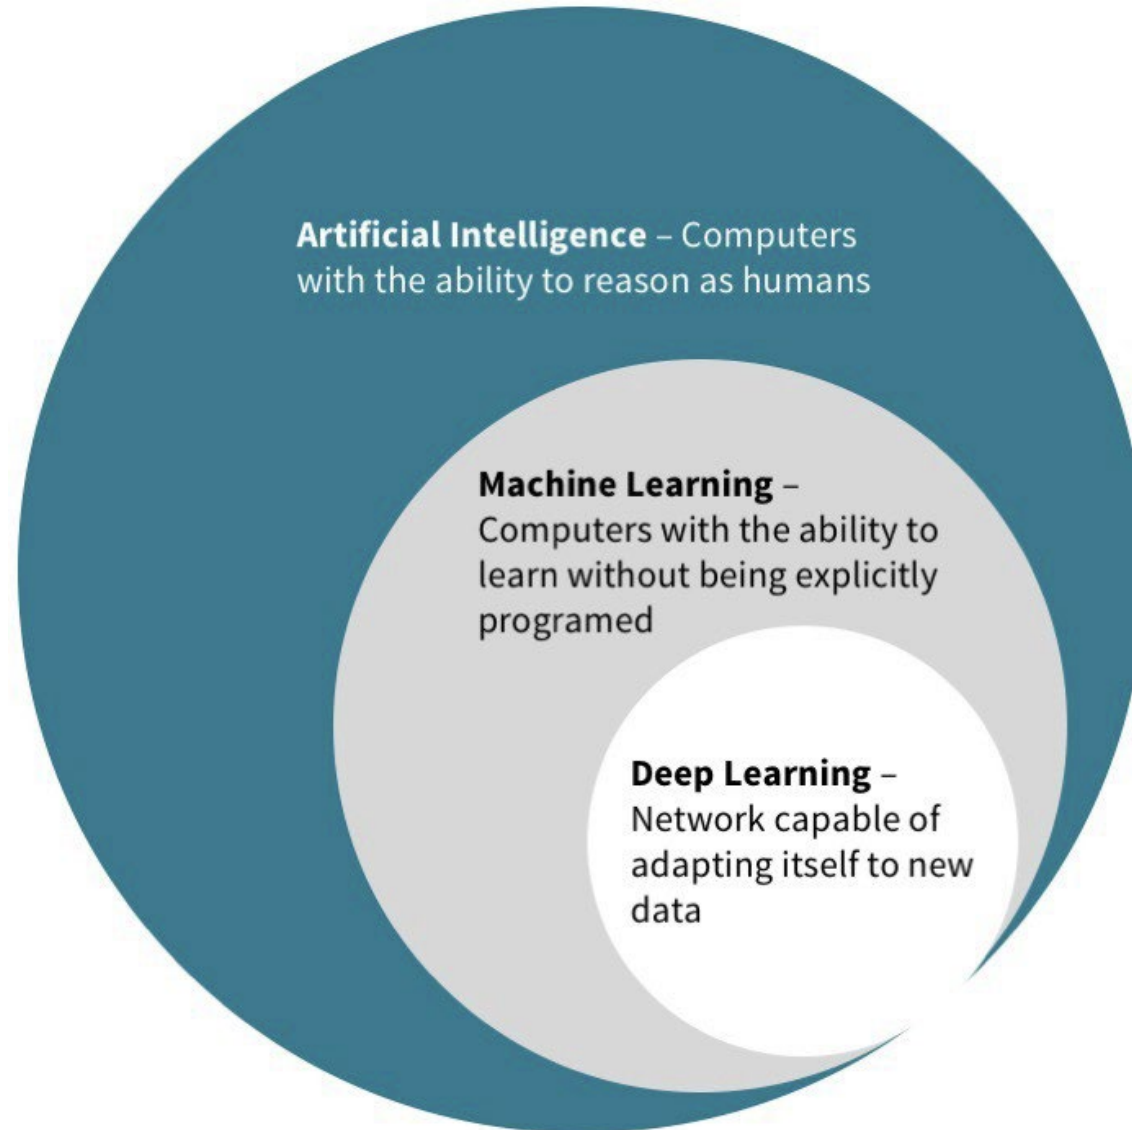 Artificial Intelligence – Computers
with the ability to reason as humans
Machine Learning –
Computers with the ability to
learn without being explicitly
programed
Deep Learning –
Network capable of
adapting itself to new
data